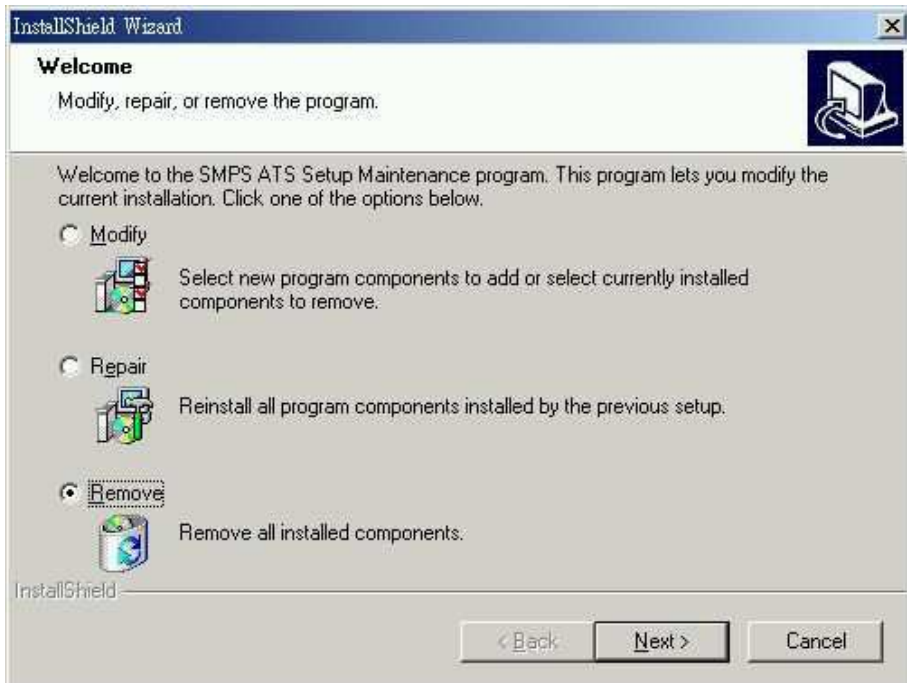 InstallShield Wizard
Welcome
Modify, repair, or remove the program.
Welcome to the SMPS ATS Setup Maintenance program. This program lets you modify the
current installation. Click one of the options below.
Modify
Select new program components to add or select currently installed
components to remove.
Repair
Reinstall all program components installed by the previous setup.
Remove
Remove all installed components.
InstallShield
< Back
Next >
Cancel